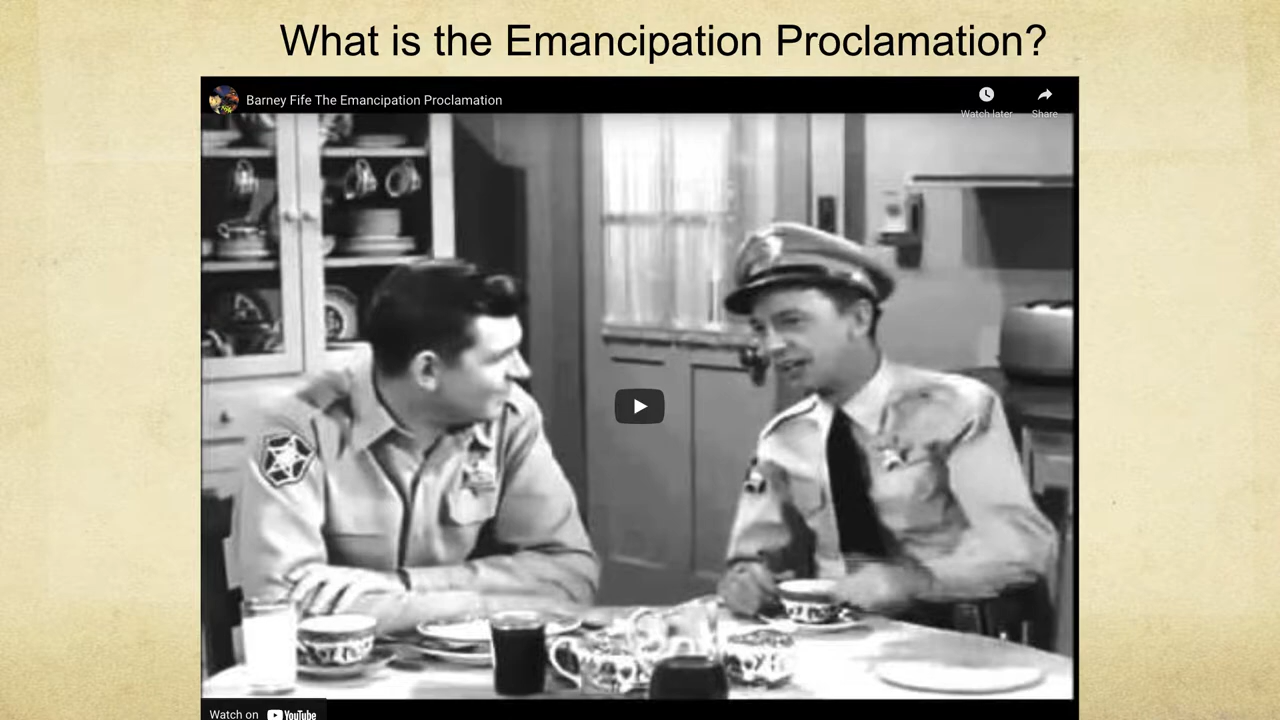 What is the Emancipation Proclamation?
Barney Fife The Emancipation Proclamation
Watch later
Share
Watch on YouTube